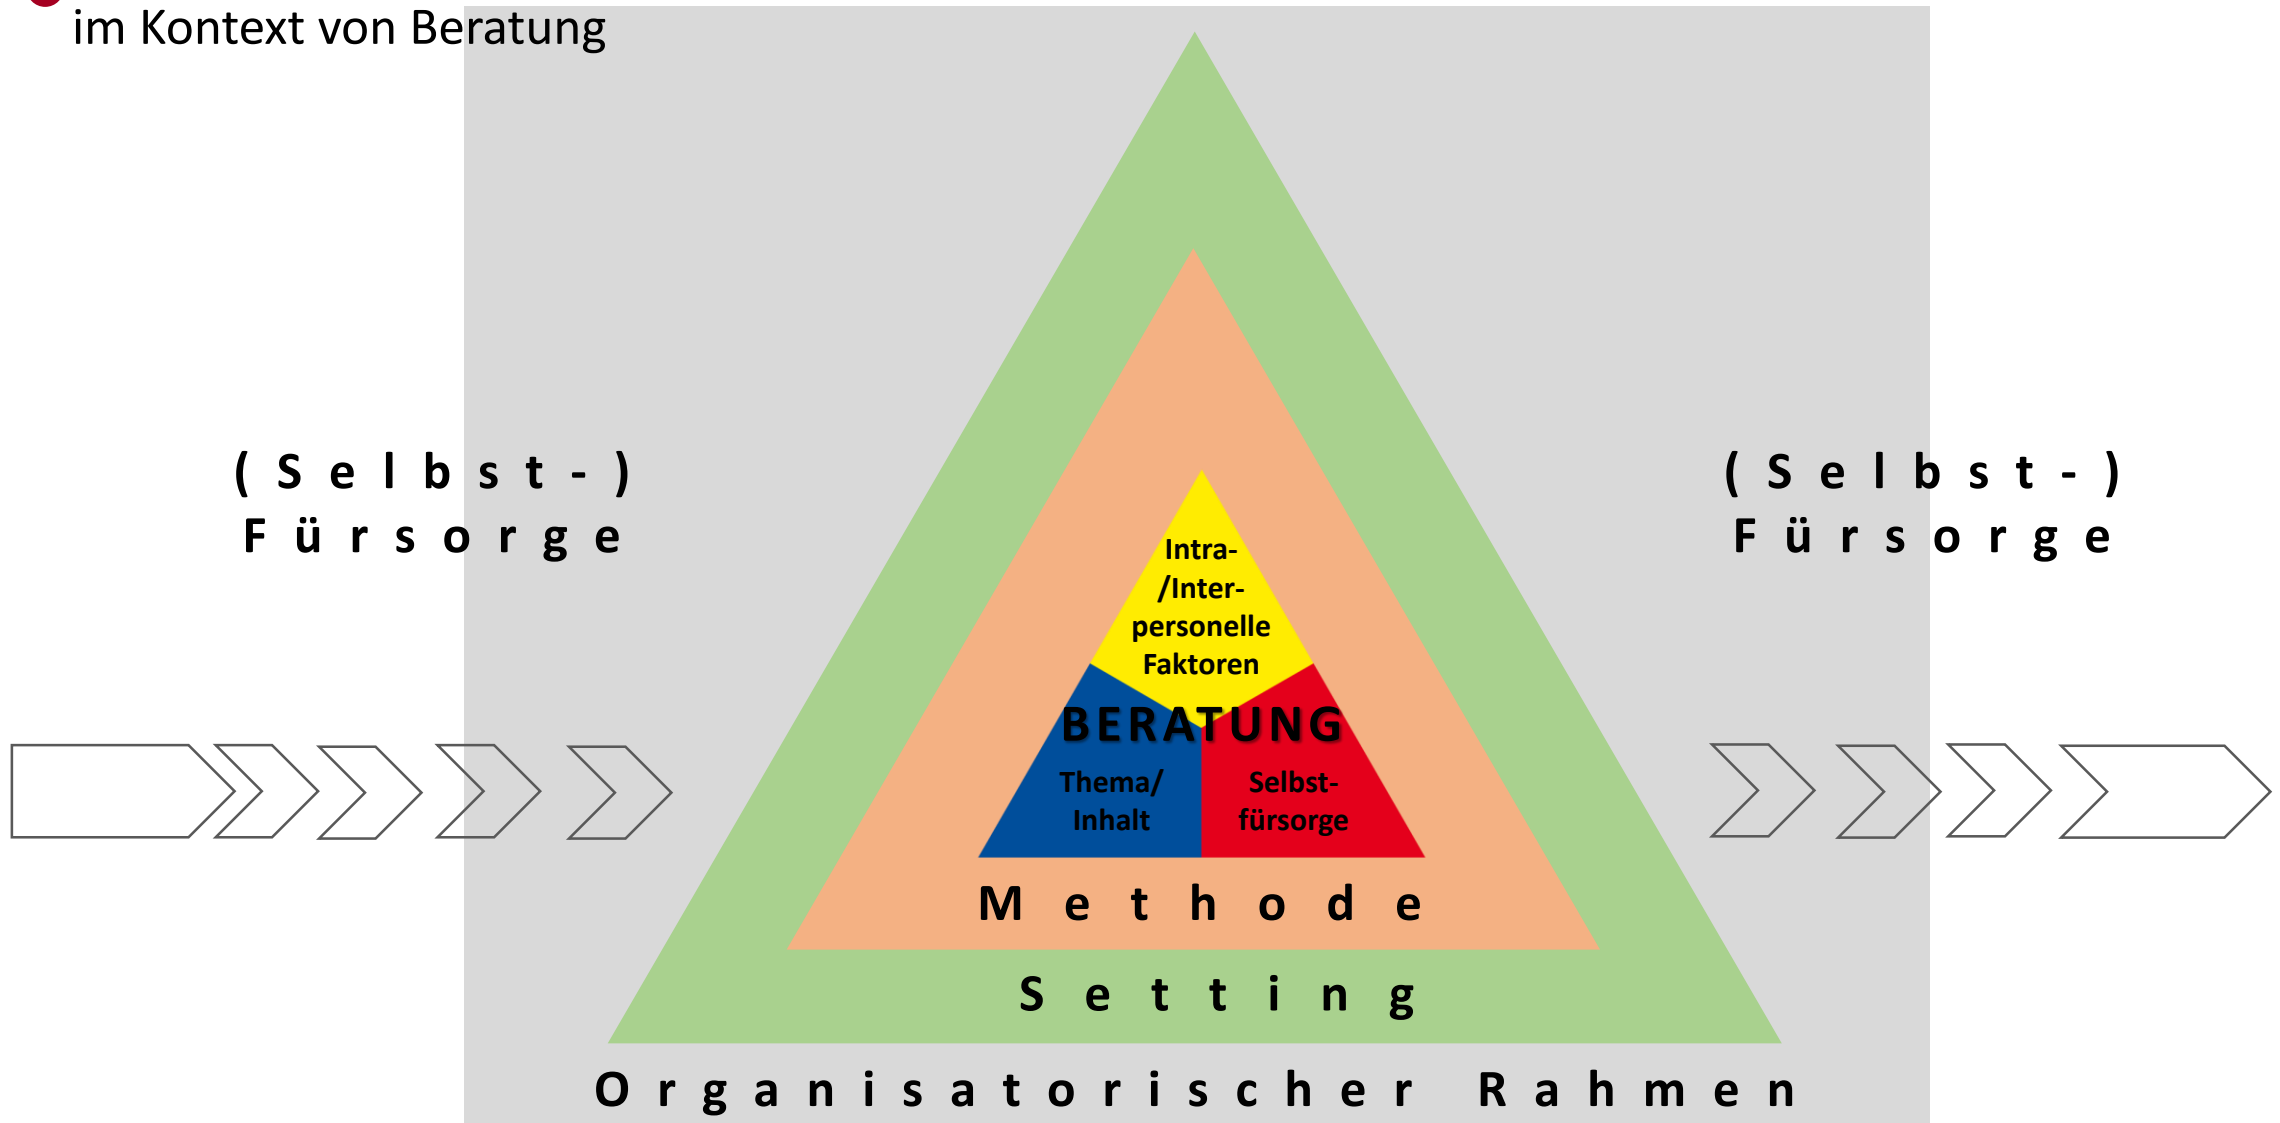 im Kontext von Beratung
(Selbst-)
Fürsorge
(Selbst-)
Fürsorge
Intra-
/Inter-
personelle
Faktoren
BERATUNG
Thema/
Inhalt
Selbst-
fürsorge
Methode
Setting
Organisatorischer Rahmen